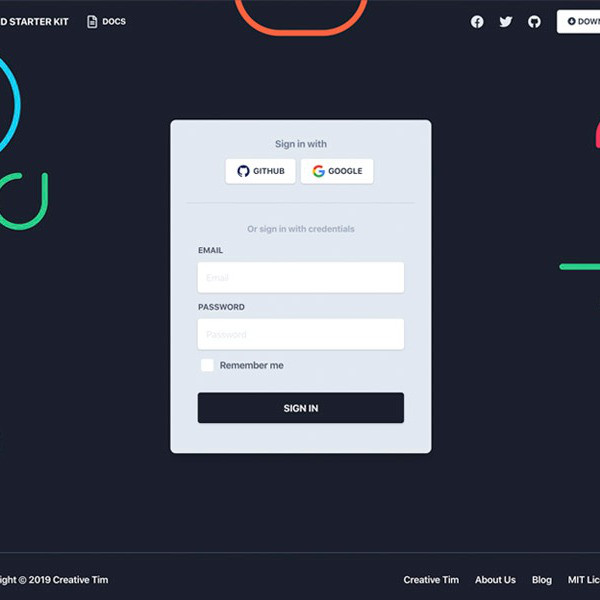 D STARTER KIT DOCS DOWN
Sign in with
GITHUB GOOGLE
Or sign in with credentials
EMAIL
Email
PASSWORD
Password
Remember me
SIGN IN
ight © 2019 Creative Tim Creative Tim About Us Blog MIT Lic